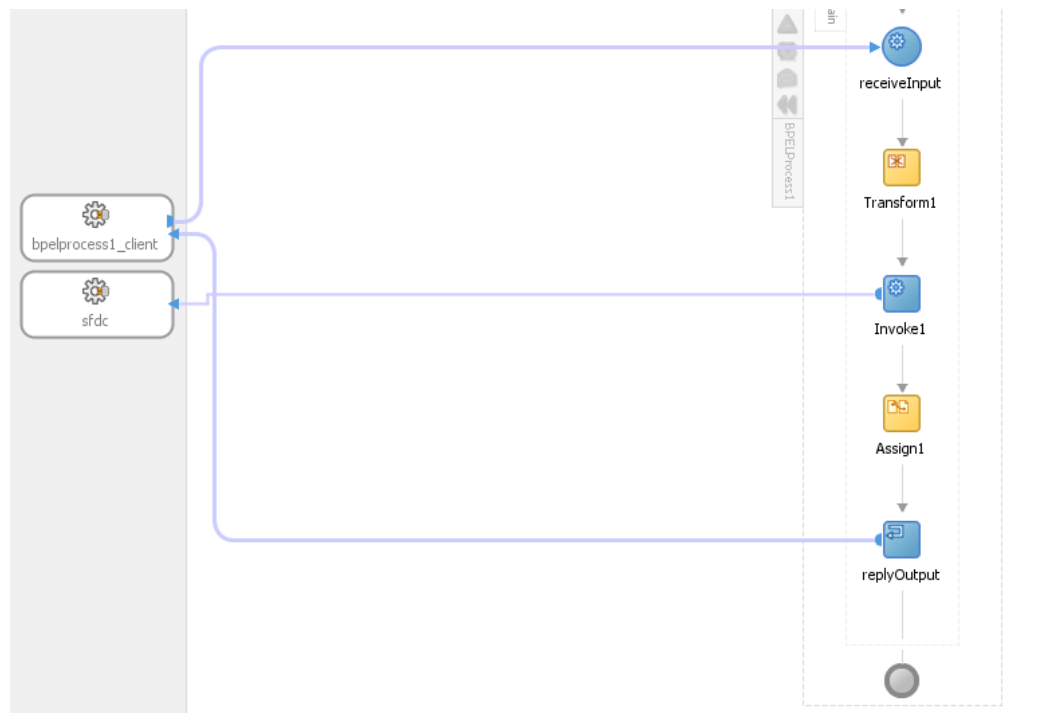 ain
receiveInput
BPELProcess1
Transform1
bpelprocess1_client
sfdc
Invoke1
Assign1
replyOutput